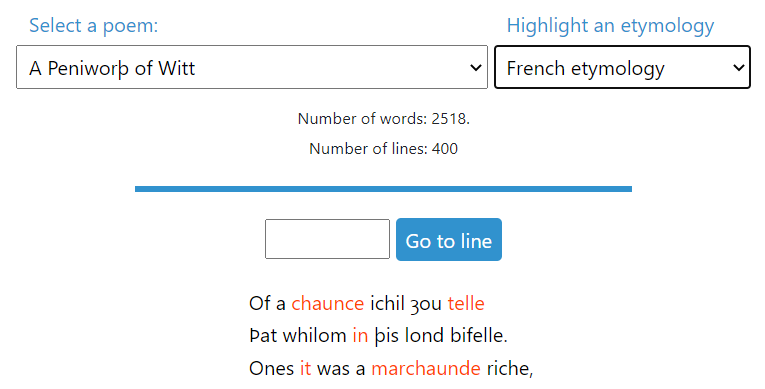 Select a poem:
Highlight an etymology
A Peniworþ of Witt
French etymology
Number of words: 2518.
Number of lines: 400
Go to line
Of a chaunce ichil ȝou telle
Þat whilom in þis lond bifelle.
Ones it was a marchaunde riche,